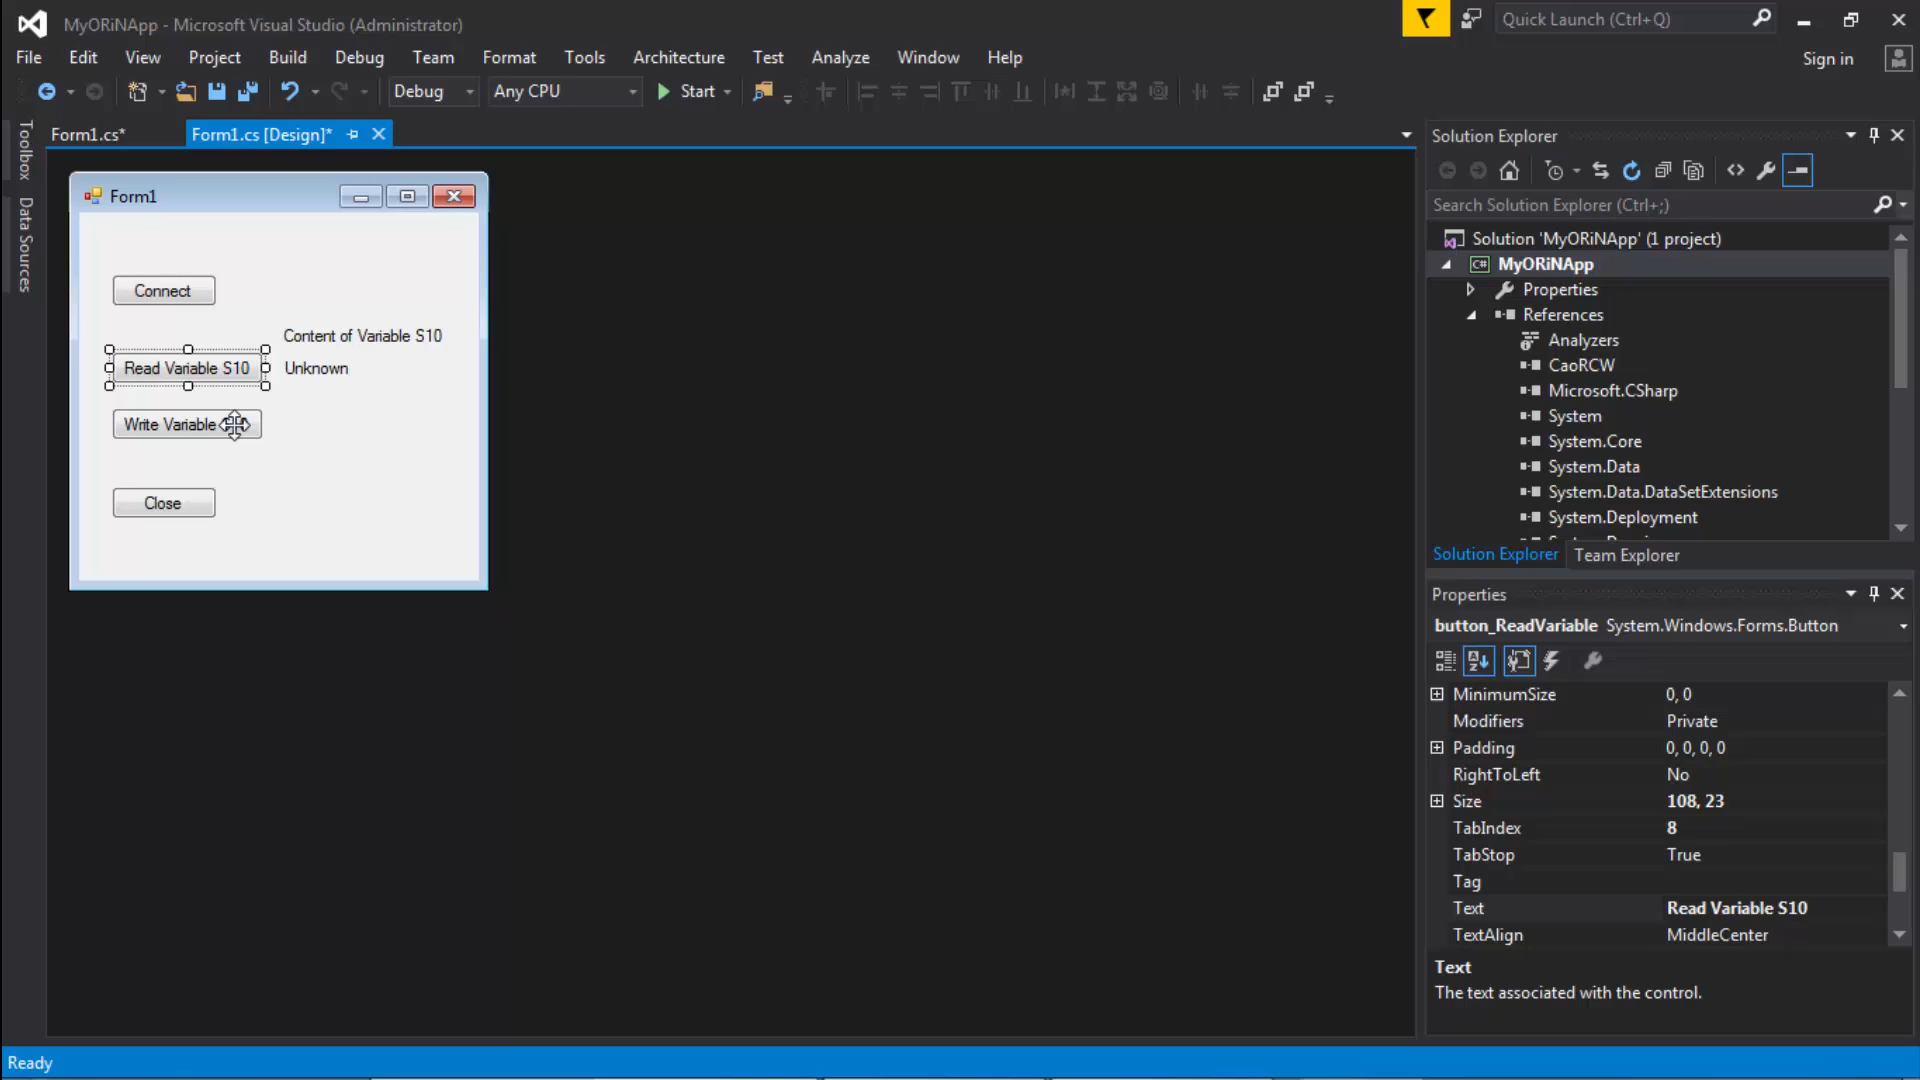 MyORiNApp - Microsoft Visual Studio (Administrator)
Quick Launch (Ctrl+Q)
File Edit View Project Build Debug Team Format Tools Architecture Test Analyze Window Help
Sign in
Debug Any CPU Start
Toolbox
Data Sources
Form1.cs*
Form1.cs [Design]*
Form1
Connect
Content of Variable S10
Read Variable S10
Unknown
Write Variable
Close
Solution Explorer
Search Solution Explorer (Ctrl+;)
Solution 'MyORiNApp' (1 project)
C# MyORiNApp
Properties
References
Analyzers
CaoRCW
Microsoft.CSharp
System
System.Core
System.Data
System.Data.DataSetExtensions
System.Deployment
Solution Explorer Team Explorer
Properties
button_ReadVariable System.Windows.Forms.Button
MinimumSize 0, 0
Modifiers Private
Padding 0, 0, 0, 0
RightToLeft No
Size 108, 23
TabIndex 8
TabStop True
Tag
Text Read Variable S10
TextAlign MiddleCenter
Text
The text associated with the control.
Ready